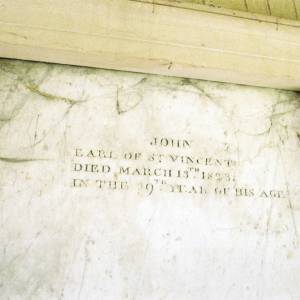 JOHN
EARL OF ST VINCENT
DIED MARCH 13TH 1823.
IN THE 89TH YEAR OF HIS AGE